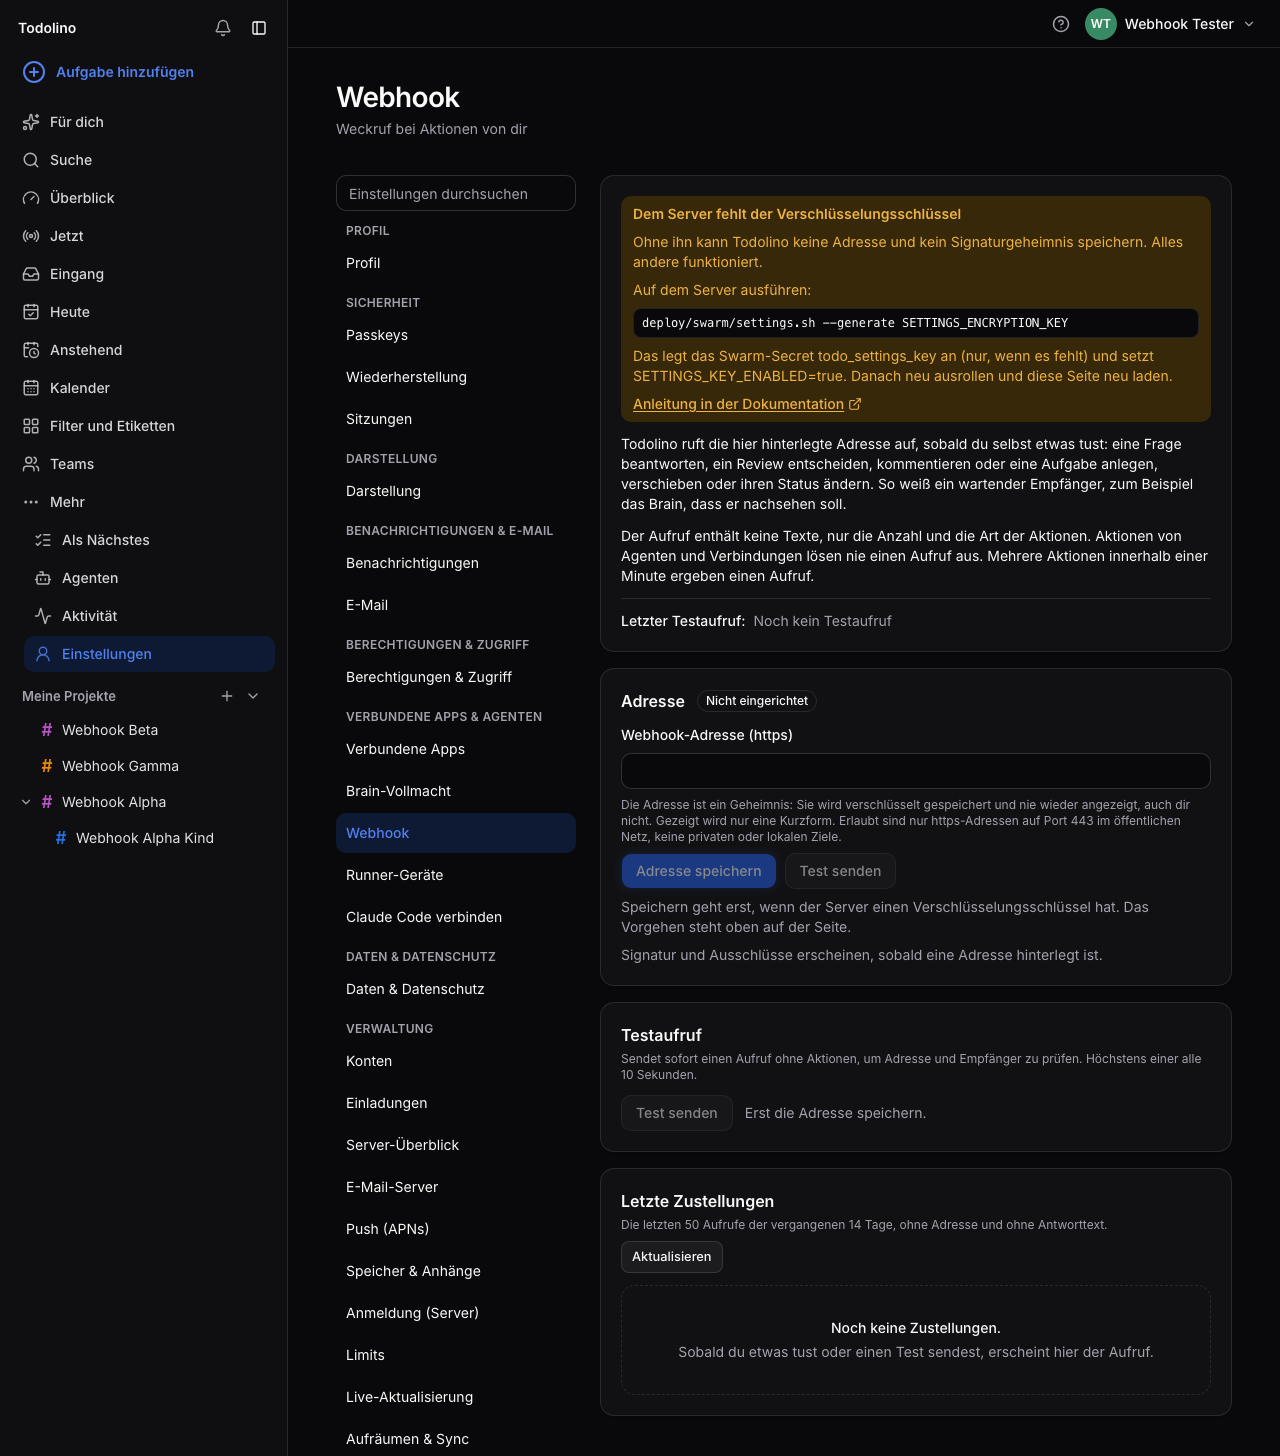 Todolino
Aufgabe hinzufügen
Für dich
Suche
Überblick
Jetzt
Eingang
Heute
Anstehend
Kalender
Filter und Etiketten
Teams
Mehr
Als Nächstes
Agenten
Aktivität
Einstellungen
Meine Projekte
# Webhook Beta
# Webhook Gamma
# Webhook Alpha
# Webhook Alpha Kind
WT Webhook Tester
Webhook
Weckruf bei Aktionen von dir
Einstellungen durchsuchen
PROFIL
Profil
SICHERHEIT
Passkeys
Wiederherstellung
Sitzungen
DARSTELLUNG
Darstellung
BENACHRICHTIGUNGEN & E-MAIL
Benachrichtigungen
E-Mail
BERECHTIGUNGEN & ZUGRIFF
Berechtigungen & Zugriff
VERBUNDENE APPS & AGENTEN
Verbundene Apps
Brain-Vollmacht
Webhook
Runner-Geräte
Claude Code verbinden
DATEN & DATENSCHUTZ
Daten & Datenschutz
VERWALTUNG
Konten
Einladungen
Server-Überblick
E-Mail-Server
Push (APNs)
Speicher & Anhänge
Anmeldung (Server)
Limits
Live-Aktualisierung
Aufräumen & Sync
Dem Server fehlt der Verschlüsselungsschlüssel
Ohne ihn kann Todolino keine Adresse und kein Signaturgeheimnis speichern. Alles
andere funktioniert.
Auf dem Server ausführen:
deploy/swarm/settings.sh --generate SETTINGS_ENCRYPTION_KEY
Das legt das Swarm-Secret todo_settings_key an (nur, wenn es fehlt) und setzt
SETTINGS_KEY_ENABLED=true. Danach neu ausrollen und diese Seite neu laden.
Anleitung in der Dokumentation
Todolino ruft die hier hinterlegte Adresse auf, sobald du selbst etwas tust: eine Frage
beantworten, ein Review entscheiden, kommentieren oder eine Aufgabe anlegen,
verschieben oder ihren Status ändern. So weiß ein wartender Empfänger, zum Beispiel
das Brain, dass er nachsehen soll.
Der Aufruf enthält keine Texte, nur die Anzahl und die Art der Aktionen. Aktionen von
Agenten und Verbindungen lösen nie einen Aufruf aus. Mehrere Aktionen innerhalb einer
Minute ergeben einen Aufruf.
Letzter Testaufruf: Noch kein Testaufruf
Adresse Nicht eingerichtet
Webhook-Adresse (https)
Die Adresse ist ein Geheimnis: Sie wird verschlüsselt gespeichert und nie wieder angezeigt, auch dir
nicht. Gezeigt wird nur eine Kurzform. Erlaubt sind nur https-Adressen auf Port 443 im öffentlichen
Netz, keine privaten oder lokalen Ziele.
Adresse speichern Test senden
Speichern geht erst, wenn der Server einen Verschlüsselungsschlüssel hat. Das
Vorgehen steht oben auf der Seite.
Signatur und Ausschlüsse erscheinen, sobald eine Adresse hinterlegt ist.
Testaufruf
Sendet sofort einen Aufruf ohne Aktionen, um Adresse und Empfänger zu prüfen. Höchstens einer alle
10 Sekunden.
Test senden Erst die Adresse speichern.
Letzte Zustellungen
Die letzten 50 Aufrufe der vergangenen 14 Tage, ohne Adresse und ohne Antworttext.
Aktualisieren
Noch keine Zustellungen.
Sobald du etwas tust oder einen Test sendest, erscheint hier der Aufruf.